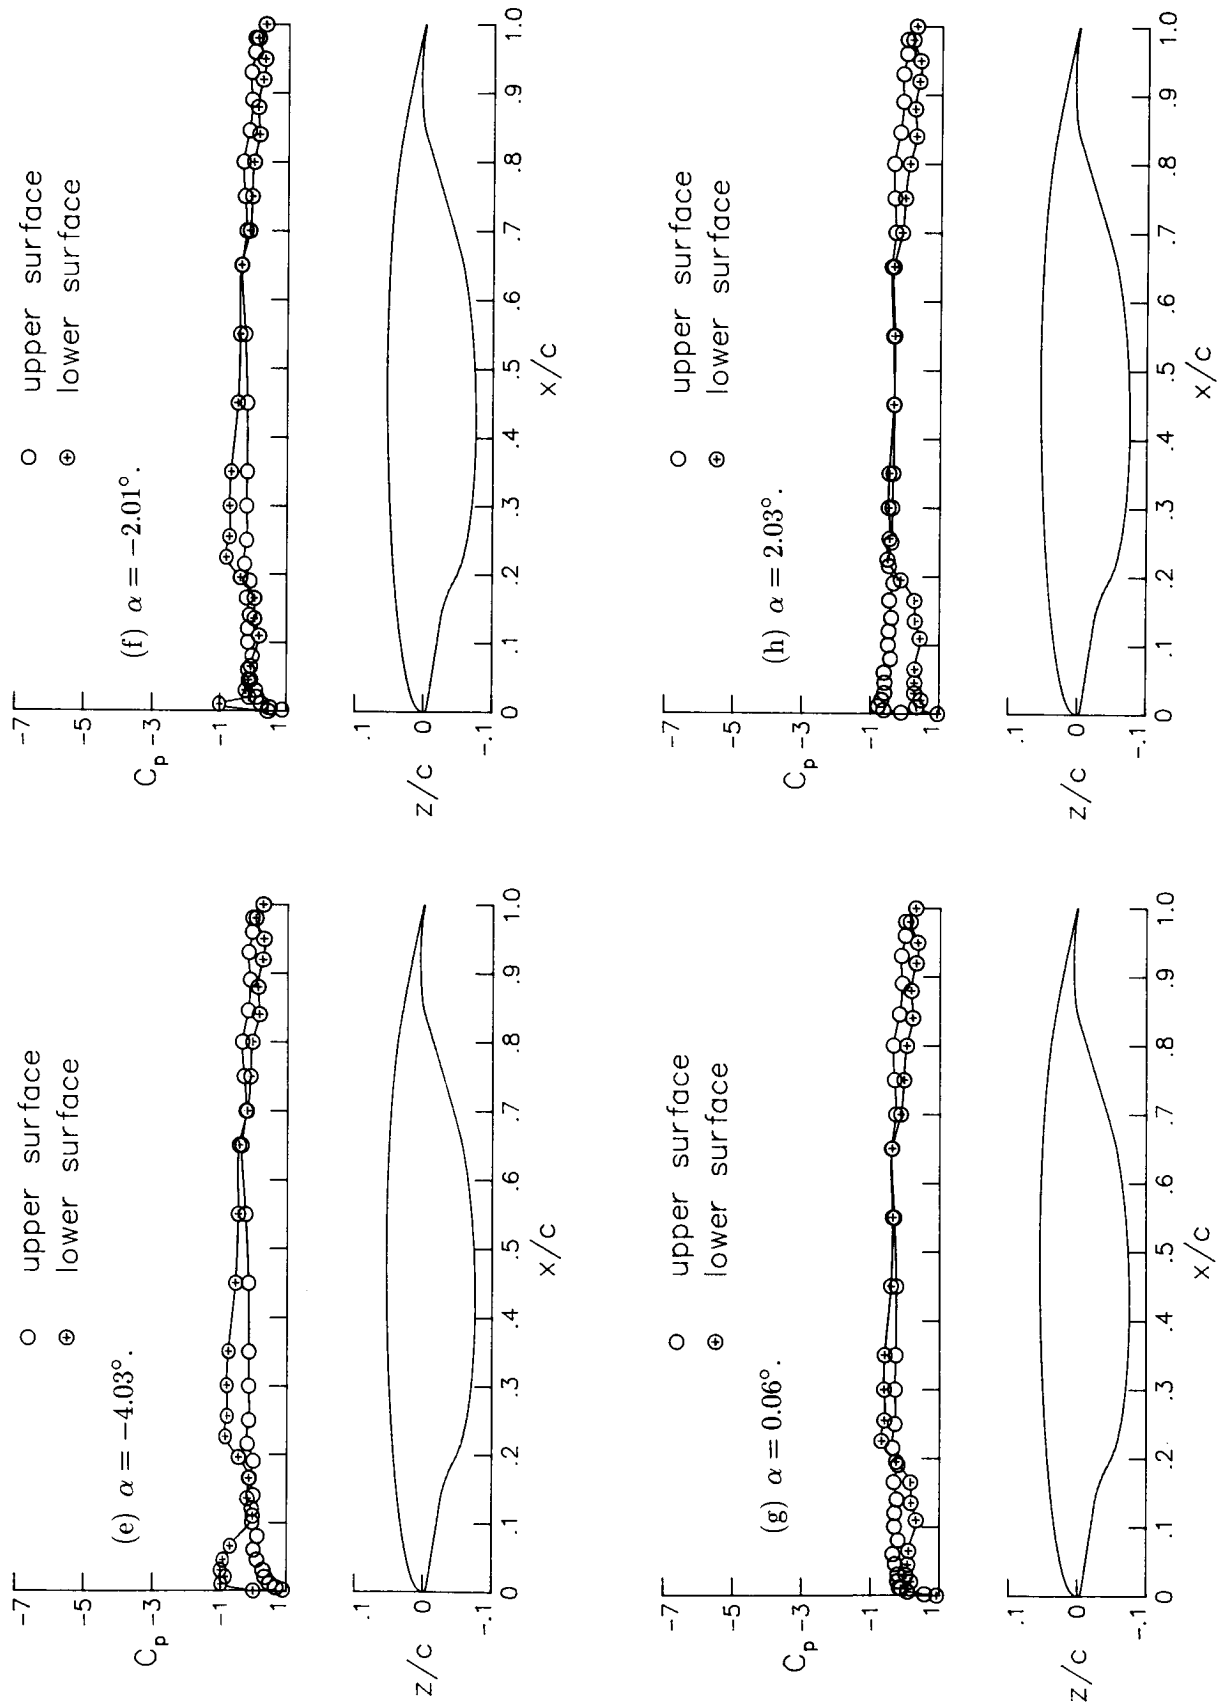 upper surface
lower surface
(e) α = −4.03°.
-7
-5
Cp -3
-1
1
.1
z/c 0
-.1
0 .1 .2 .3 .4 .5 .6 .7 .8 .9 1.0
x/c
upper surface
lower surface
(f) α = −2.01°.
-7
-5
Cp -3
-1
1
.1
z/c 0
-.1
0 .1 .2 .3 .4 .5 .6 .7 .8 .9 1.0
x/c
upper surface
lower surface
(g) α = 0.06°.
-7
-5
Cp -3
-1
1
.1
z/c 0
-.1
0 .1 .2 .3 .4 .5 .6 .7 .8 .9 1.0
x/c
upper surface
lower surface
(h) α = 2.03°.
-7
-5
Cp -3
-1
1
.1
z/c 0
-.1
0 .1 .2 .3 .4 .5 .6 .7 .8 .9 1.0
x/c